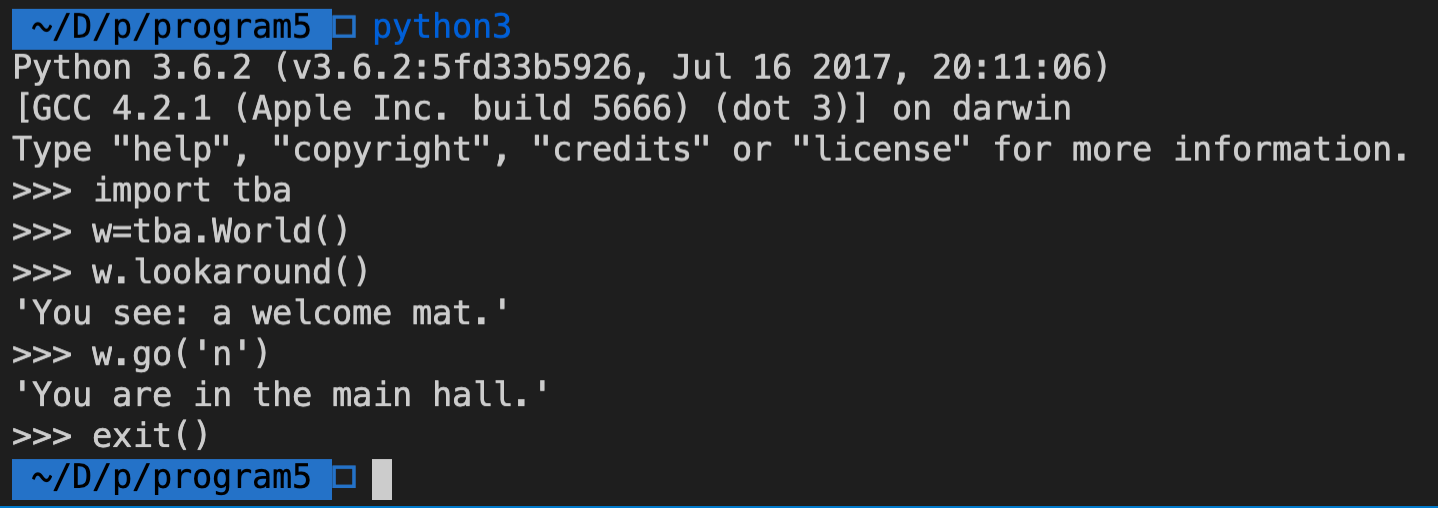 ~/D/p/program5 python3
Python 3.6.2 (v3.6.2:5fd33b5926, Jul 16 2017, 20:11:06)
[GCC 4.2.1 (Apple Inc. build 5666) (dot 3)] on darwin
Type "help", "copyright", "credits" or "license" for more information.
>>> import tba
>>> w=tba.World()
>>> w.lookaround()
'You see: a welcome mat.'
>>> w.go('n')
'You are in the main hall.'
>>> exit()
~/D/p/program5